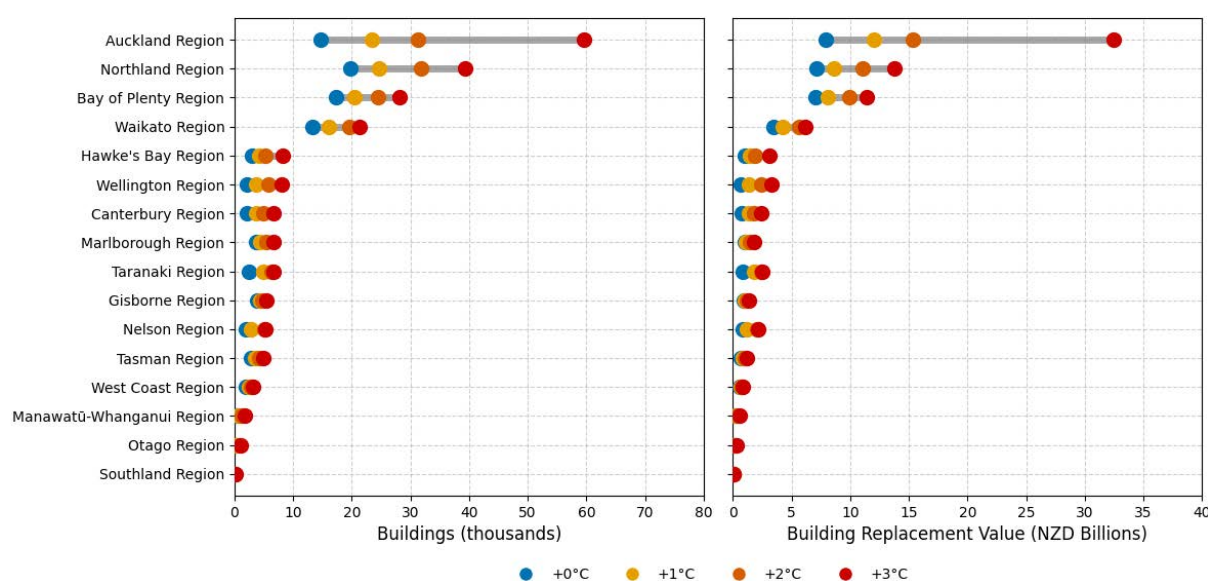 Auckland Region
Northland Region
Bay of Plenty Region
Waikato Region
Hawke's Bay Region
Wellington Region
Canterbury Region
Marlborough Region
Taranaki Region
Gisborne Region
Nelson Region
Tasman Region
West Coast Region
Manawatū-Whanganui Region
Otago Region
Southland Region
0 10 20 30 40 50 60 70 80
Buildings (thousands)
0 5 10 15 20 25 30 35 40
Building Replacement Value (NZD Billions)
+0°C +1°C +2°C +3°C